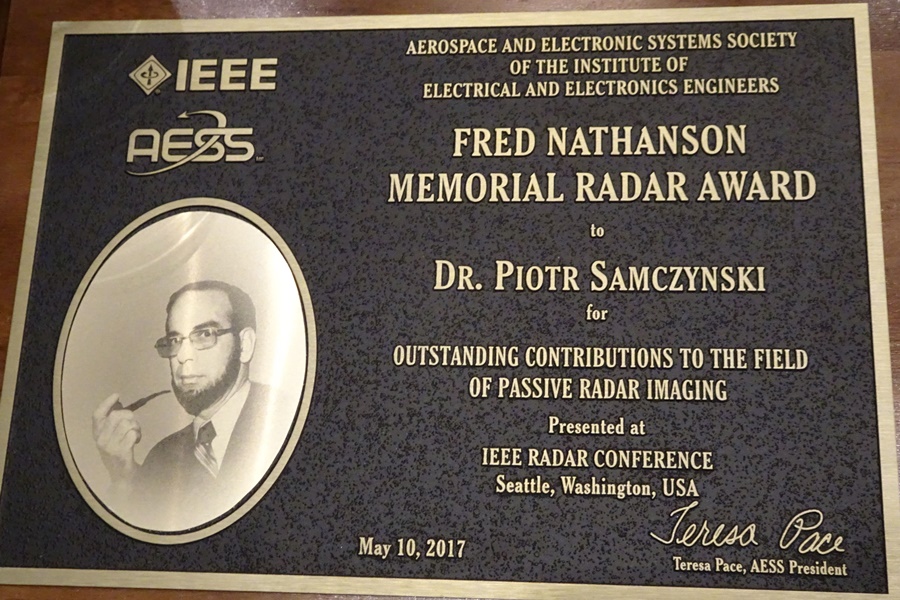 IEEE
AESS
AEROSPACE AND ELECTRONIC SYSTEMS SOCIETY
OF THE INSTITUTE OF
ELECTRICAL AND ELECTRONICS ENGINEERS
FRED NATHANSON
MEMORIAL RADAR AWARD
to
DR. PIOTR SAMCZYNSKI
for
OUTSTANDING CONTRIBUTIONS TO THE FIELD
OF PASSIVE RADAR IMAGING
Presented at
IEEE RADAR CONFERENCE
Seattle, Washington, USA
May 10, 2017
Teresa Pace
Teresa Pace, AESS President